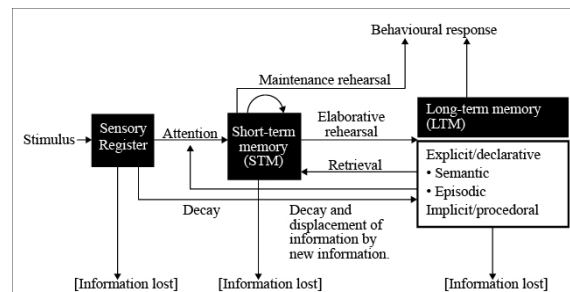 Behavioural response
Maintenance rehearsal
Stimulus
Sensory
Register
Attention
Short-term
memory
(STM)
Elaborative
rehearsal
Retrieval
Long-term memory
(LTM)
Explicit/declarative
• Semantic
• Episodic
Implicit/procedoral
Decay
Decay and
displacement of
information by
new information.
[Information lost]
[Information lost]
[Information lost]